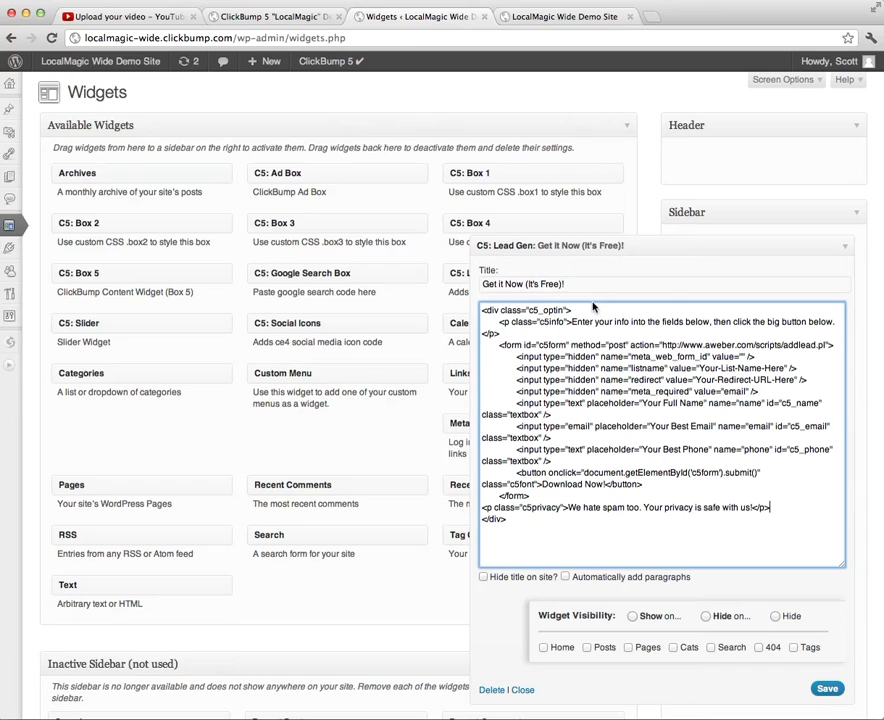 Upload your video – YouTub
ClickBump 5 "LocalMagic" De
Widgets ‹ LocalMagic Wide D
LocalMagic Wide Demo Site
localmagic-wide.clickbump.com/wp-admin/widgets.php
LocalMagic Wide Demo Site
2
+ New
ClickBump 5 ✔
Howdy, Scott
Screen Options
Help
Widgets
Available Widgets
Drag widgets from here to a sidebar on the right to activate them. Drag widgets back here to deactivate them and delete their settings.
Archives
A monthly archive of your site's posts
C5: Ad Box
ClickBump Ad Box
C5: Box 1
Use custom CSS .box1 to style this box
C5: Box 2
Use custom CSS .box2 to style this box
C5: Box 3
Use custom CSS .box3 to style this box
C5: Box 4
Use c
C5: Box 5
ClickBump Content Widget (Box 5)
C5: Google Search Box
Paste google search code here
C5: L
Adds
C5: Slider
Slider Widget
C5: Social Icons
Adds ce4 social media icon code
Cale
A cal
Categories
A list or dropdown of categories
Custom Menu
Use this widget to add one of your custom
menus as a widget.
Links
Your
Meta
Log in
links
Pages
Your site's WordPress Pages
Recent Comments
The most recent comments
Rece
The m
RSS
Entries from any RSS or Atom feed
Search
A search form for your site
Tag C
Your
Text
Arbitrary text or HTML
Inactive Sidebar (not used)
This sidebar is no longer available and does not show anywhere on your site. Remove each of the widgets
sidebar.
Header
Sidebar
C5: Lead Gen: Get it Now (It's Free)!
Title:
Get it Now (It's Free)!
<div class="c5_optin">
<p class="c5info">Enter your info into the fields below, then click the big button below.
</p>
<form id="c5form" method="post" action="http://www.aweber.com/scripts/addlead.pl">
<input type="hidden" name="meta_web_form_id" value="" />
<input type="hidden" name="listname" value="Your-List-Name-Here" />
<input type="hidden" name="redirect" value="Your-Redirect-URL-Here" />
<input type="hidden" name="meta_required" value="email" />
<input type="text" placeholder="Your Full Name" name="name" id="c5_name"
class="textbox" />
<input type="email" placeholder="Your Best Email" name="email" id="c5_email"
class="textbox" />
<input type="text" placeholder="Your Best Phone" name="phone" id="c5_phone"
class="textbox" />
<button onclick="document.getElementById('c5form').submit()"
class="c5font">Download Now!</button>
</form>
<p class="c5privacy">We hate spam too. Your privacy is safe with us!</p>
</div>
Hide title on site?
Automatically add paragraphs
Widget Visibility:
Show on...
Hide on...
Hide
Home
Posts
Pages
Cats
Search
404
Tags
Delete | Close
Save